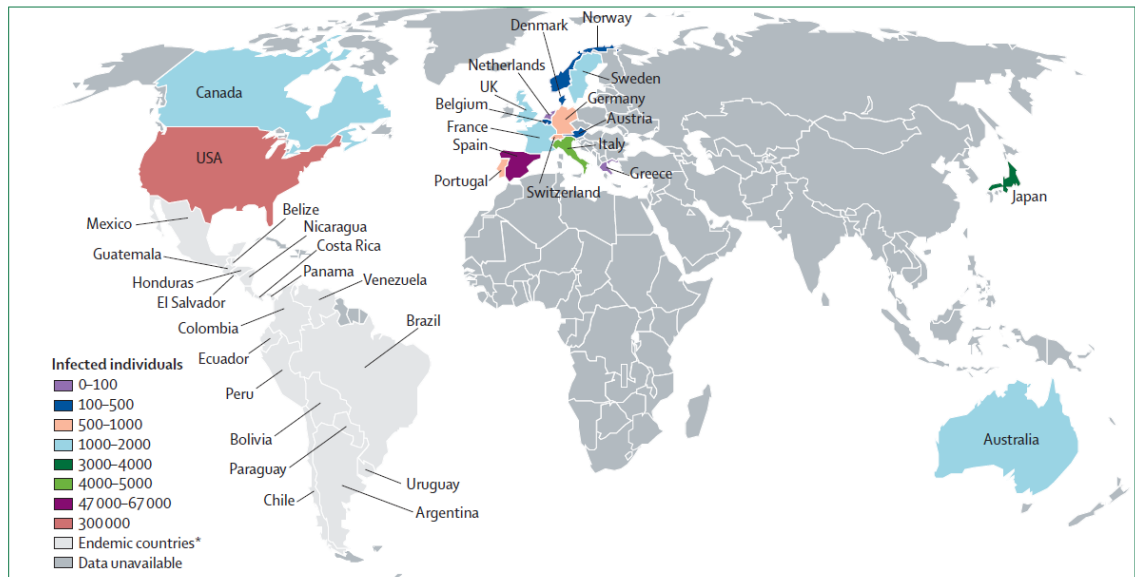 Norway
Denmark
Netherlands
UK
Sweden
Canada
Belgium
Germany
France
Austria
USA
Spain
Italy
Portugal
Greece
Switzerland
Japan
Belize
Mexico
Nicaragua
Costa Rica
Guatemala
Panama
Honduras
Venezuela
El Salvador
Colombia
Brazil
Ecuador
Infected individuals
0–100
100–500
500–1000
1000–2000
3000–4000
4000–5000
47 000–67 000
300 000
Endemic countries*
Data unavailable
Peru
Bolivia
Paraguay
Uruguay
Chile
Argentina
Australia